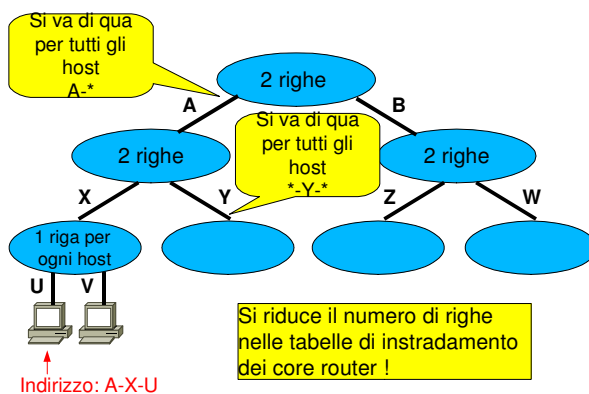 Si va di qua
per tutti gli
host
A-*
2 righe
A
B
Si va di qua
per tutti gli
host
*-Y-*
2 righe
2 righe
X
Y
Z
W
1 riga per
ogni host
U
V
Si riduce il numero di righe
nelle tabelle di instradamento
dei core router !
Indirizzo: A-X-U